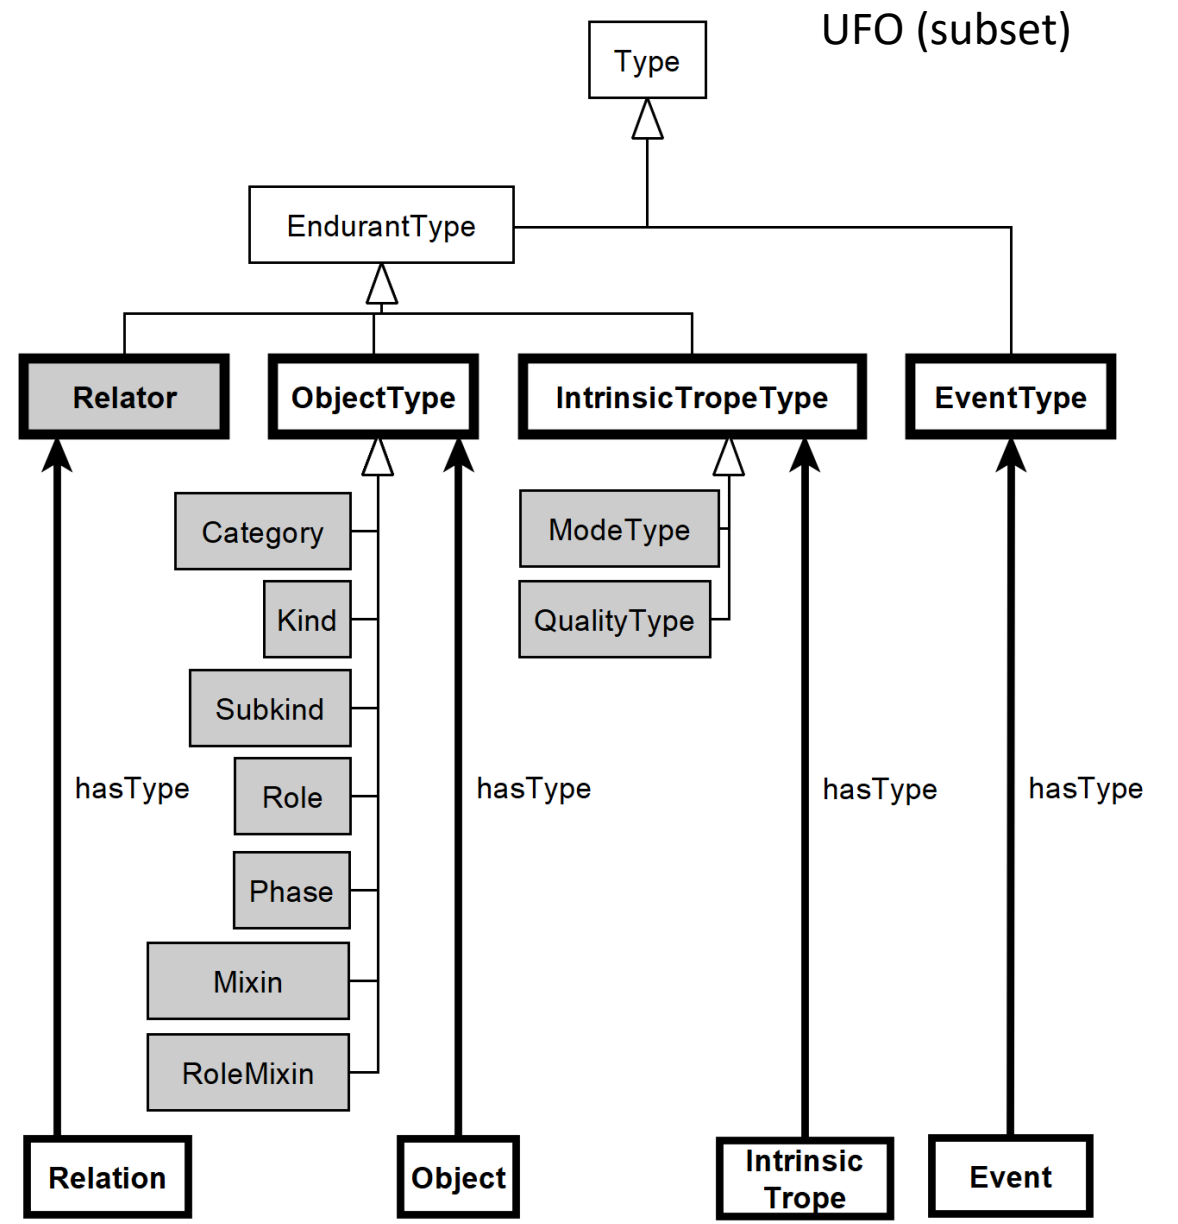 UFO (subset)
Type
EndurantType
Relator
ObjectType
IntrinsicTropeType
EventType
Category
ModeType
Kind
QualityType
Subkind
hasType
Role
hasType
hasType
hasType
Phase
Mixin
RoleMixin
Relation
Object
Intrinsic
Trope
Event